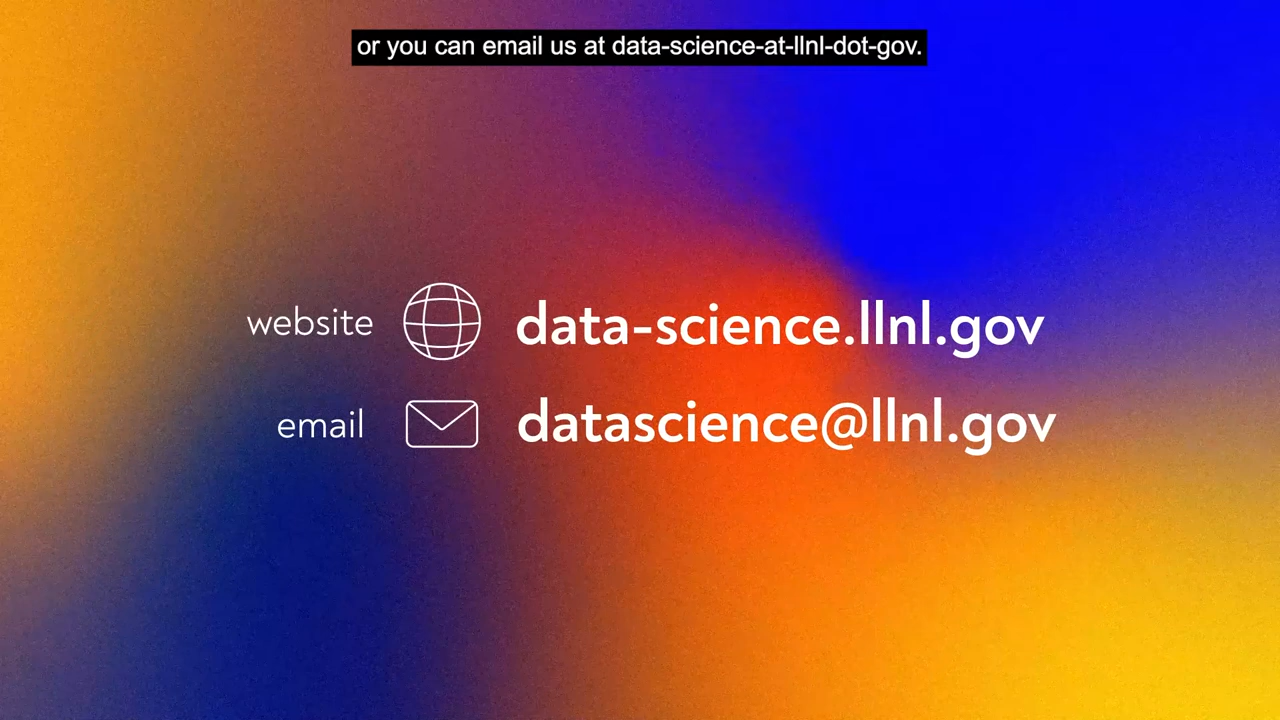 or you can email us at data-science-at-llnl-dot-gov.
website data-science.llnl.gov
email datascience@llnl.gov